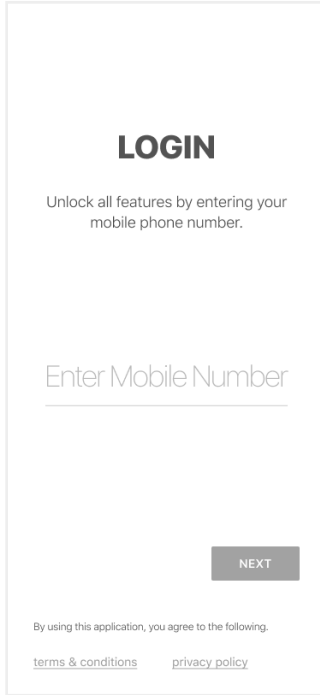 LOGIN
Unlock all features by entering your
mobile phone number.
Enter Mobile Number
NEXT
By using this application, you agree to the following.
terms & conditions privacy policy